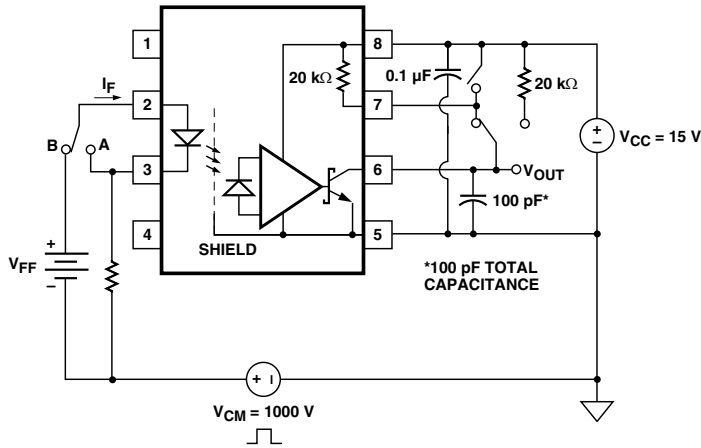 1
8
I_F
20 kΩ
0.1 µF
20 kΩ
2
7
V_CC = 15 V
B
A
3
6
V_OUT
100 pF*
4
5
SHIELD
+
V_FF
–
*100 pF TOTAL
CAPACITANCE
+
–
+
–
V_CM = 1000 V